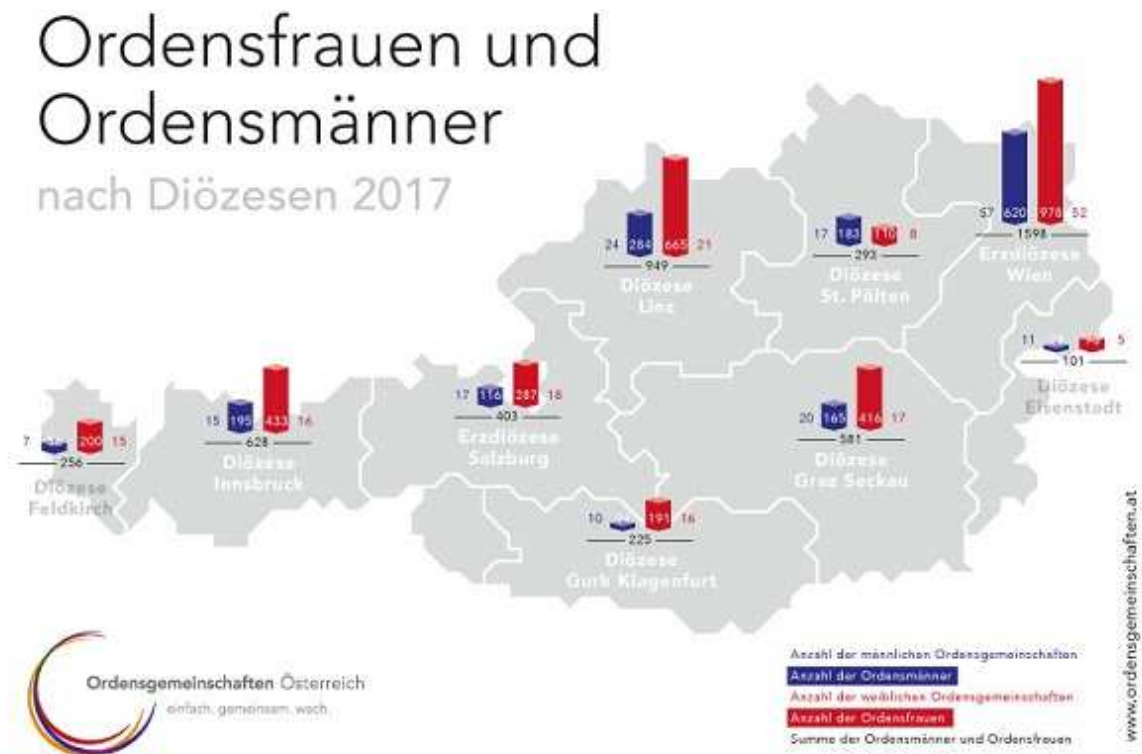 Ordensfrauen und
Ordensmänner
nach Diözesen 2017
57 620 978 52
1598
Erzdiözese
Wien
24 284 665 21
949
Diözese
Linz
17 183 110 8
293
Diözese
St. Pölten
11 5
101
Diözese
Eisenstadt
17 116 287 18
403
Erzdiözese
Salzburg
15 195 433 16
628
Diözese
Innsbruck
20 165 416 17
581
Diözese
Graz Seckau
7 200 15
256
Diözese
Feldkirch
10 191 16
225
Diözese
Gurk Klagenfurt
Ordensgemeinschaften Österreich
einfach. gemeinsam. wach.
Anzahl der männlichen Ordensgemeinschaften
Anzahl der Ordensmänner
Anzahl der weiblichen Ordensgemeinschaften
Anzahl der Ordensfrauen
Summe der Ordensmänner und Ordensfrauen
www.ordensgemeinschaften.at